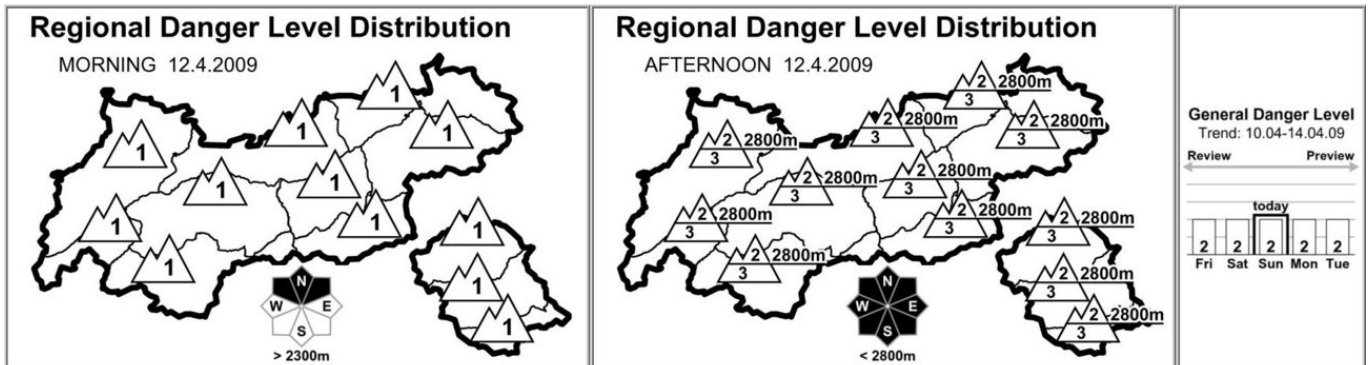 Regional Danger Level Distribution
MORNING 12.4.2009
1
1
1
1
1
1
1
1
1
1
1
1
N
W E
S
> 2300m
Regional Danger Level Distribution
AFTERNOON 12.4.2009
2 2800m
3
2 2800m
3
2 2800m
3
2 2800m
3
2 2800m
3
2 2800m
3
2 2800m
3
2 2800m
3
2 2800m
3
2 2800m
3
2 2800m
3
2 2800m
3
N
W E
S
< 2800m
General Danger Level
Trend: 10.04-14.04.09
Review Preview
today
2 2 2 2 2
Fri Sat Sun Mon Tue